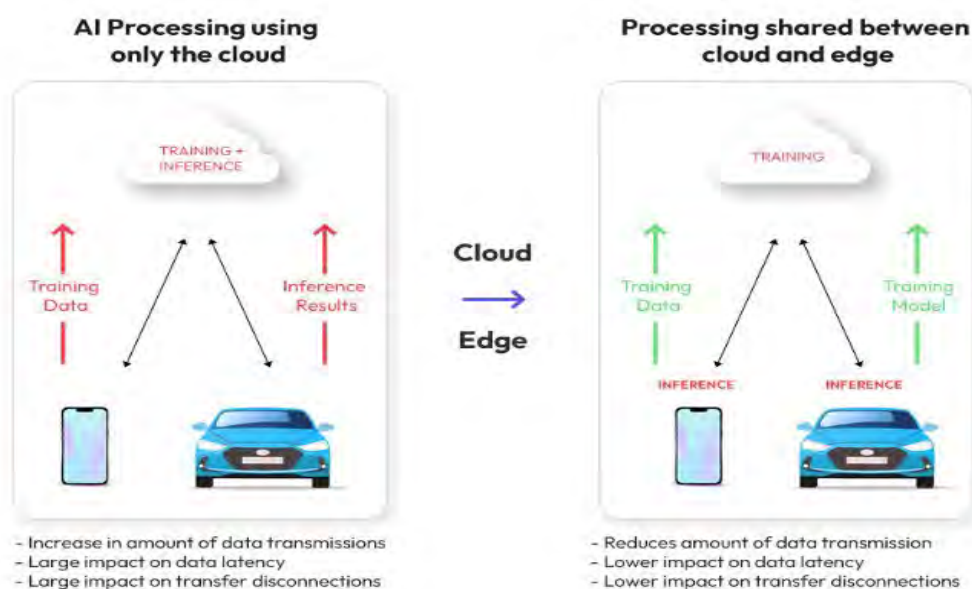 AI Processing using
only the cloud
TRAINING +
INFERENCE
Training
Data
Inference
Results
- Increase in amount of data transmissions
- Large impact on data latency
- Large impact on transfer disconnections
Cloud
Edge
Processing shared between
cloud and edge
TRAINING
Training
Data
Training
Model
INFERENCE
INFERENCE
- Reduces amount of data transmission
- Lower impact on data latency
- Lower impact on transfer disconnections